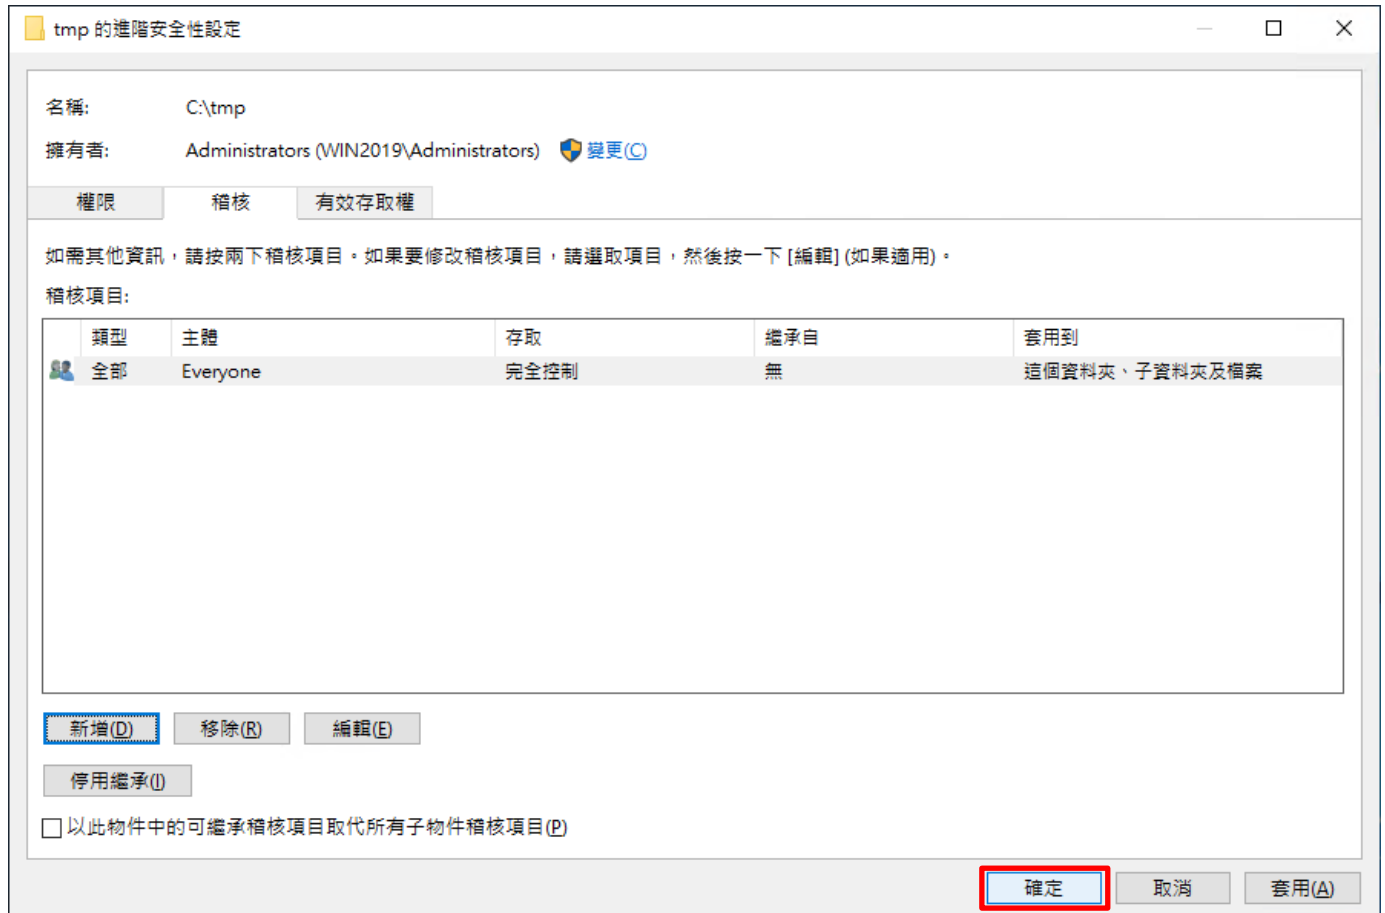 tmp 的進階安全性設定
名稱: C:\tmp
擁有者: Administrators (WIN2019\Administrators) 變更(C)
權限 稽核 有效存取權
如需其他資訊，請按兩下稽核項目。如果要修改稽核項目，請選取項目，然後按一下 [編輯] (如果適用)。
稽核項目:
類型 主體 存取 繼承自 套用到
全部 Everyone 完全控制 無 這個資料夾、子資料夾及檔案
新增(D) 移除(R) 編輯(E)
停用繼承(I)
以此物件中的可繼承稽核項目取代所有子物件稽核項目(P)
確定 取消 套用(A)